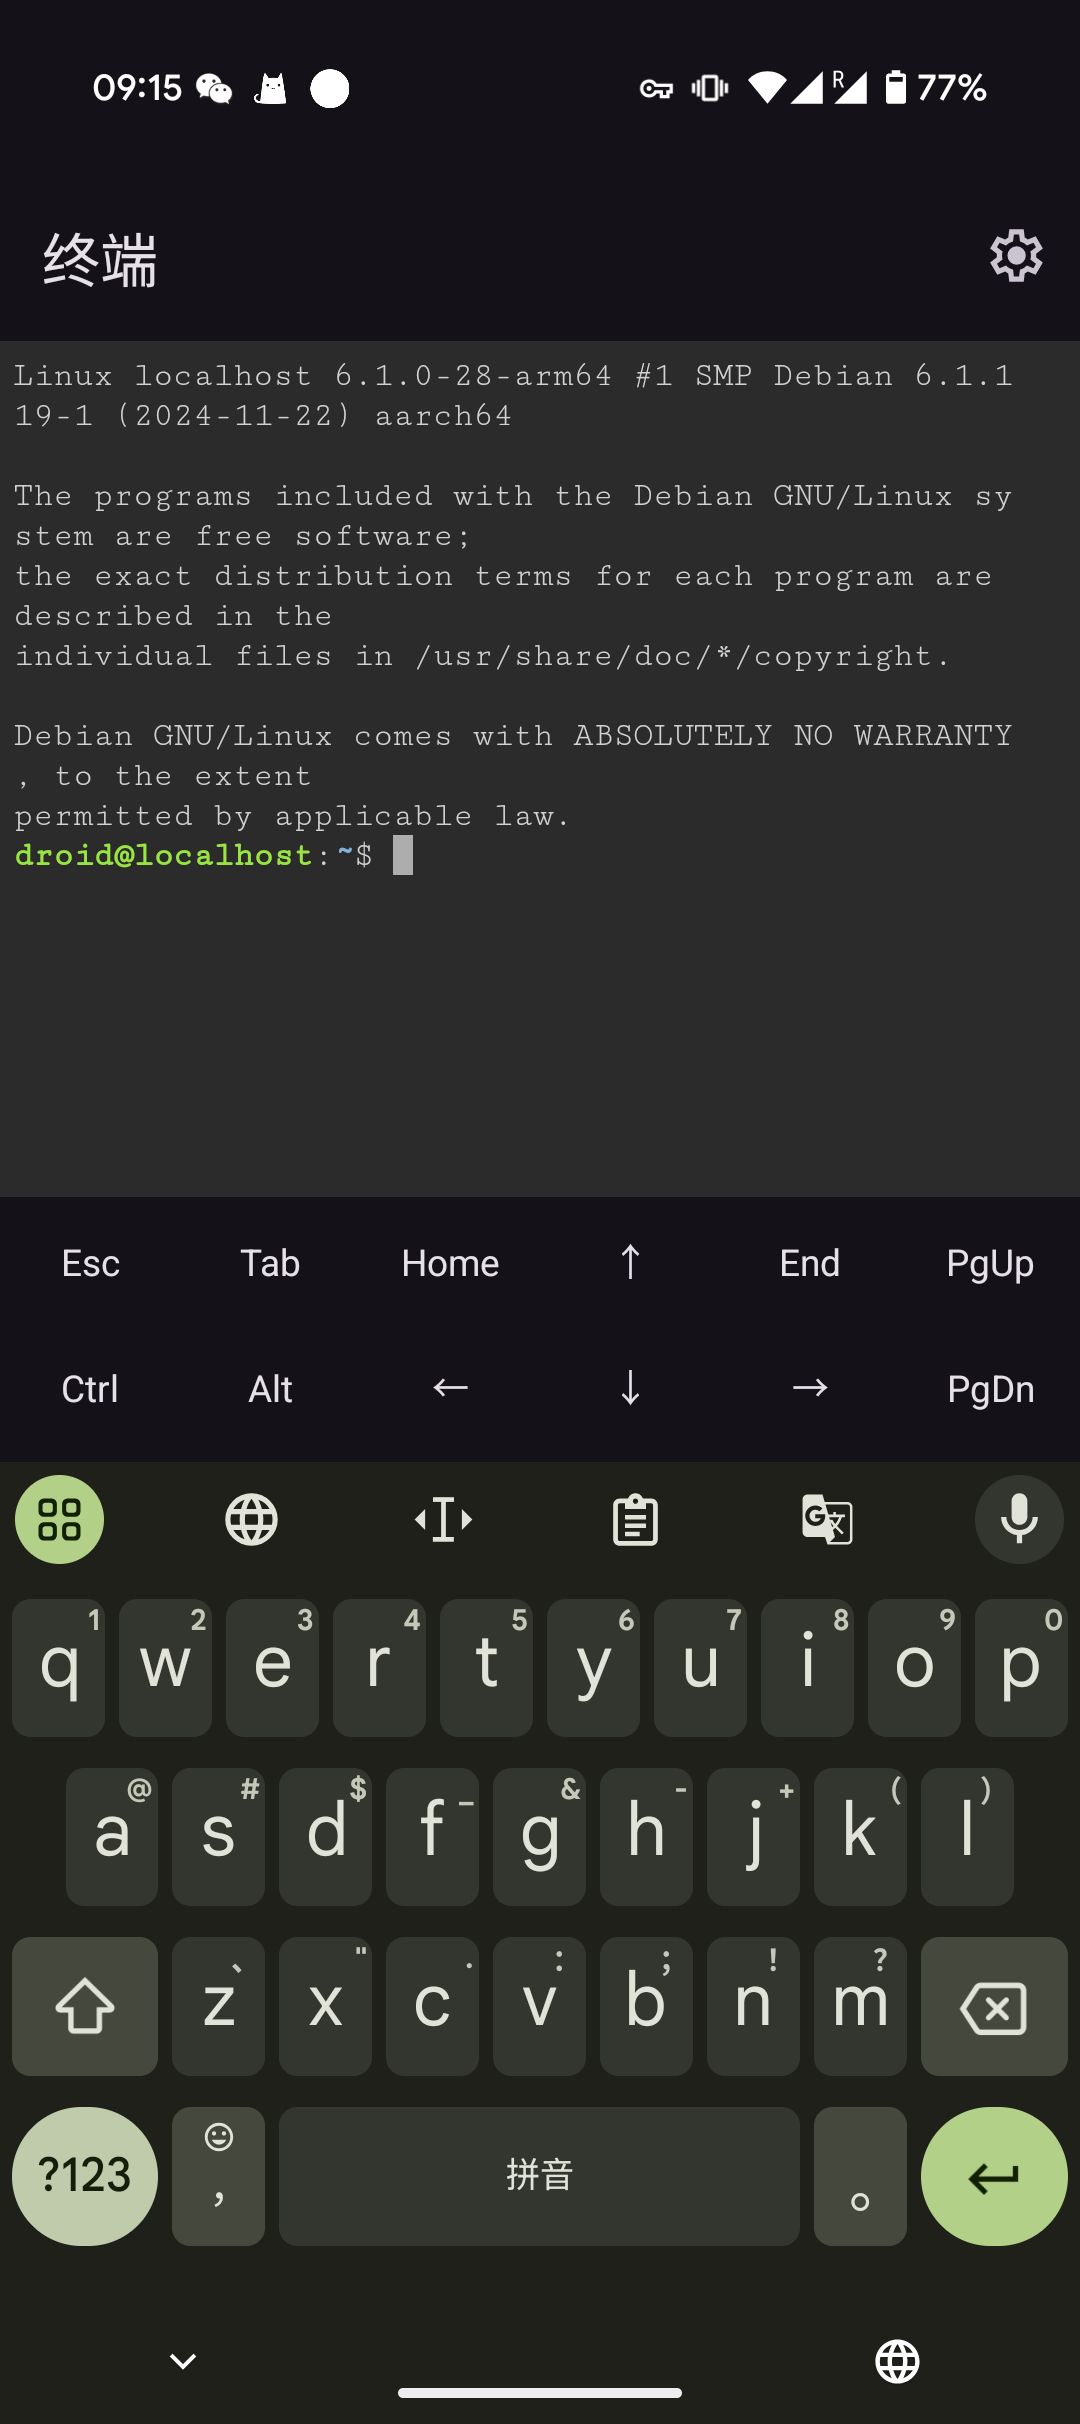 09:15
R
77%
终端
Linux localhost 6.1.0-28-arm64 #1 SMP Debian 6.1.1
19-1 (2024-11-22) aarch64
The programs included with the Debian GNU/Linux sy
stem are free software;
the exact distribution terms for each program are
described in the
individual files in /usr/share/doc/*/copyright.
Debian GNU/Linux comes with ABSOLUTELY NO WARRANTY
, to the extent
permitted by applicable law.
droid@localhost:~$
Esc Tab Home ↑ End PgUp
Ctrl Alt ← ↓ → PgDn
1 2 3 4 5 6 7 8 9 0
q w e r t y u i o p
@ # $ _ & - + ( )
a s d f g h j k l
、 " · : ; ! ?
z x c v b n m
?123 , 拼音 。